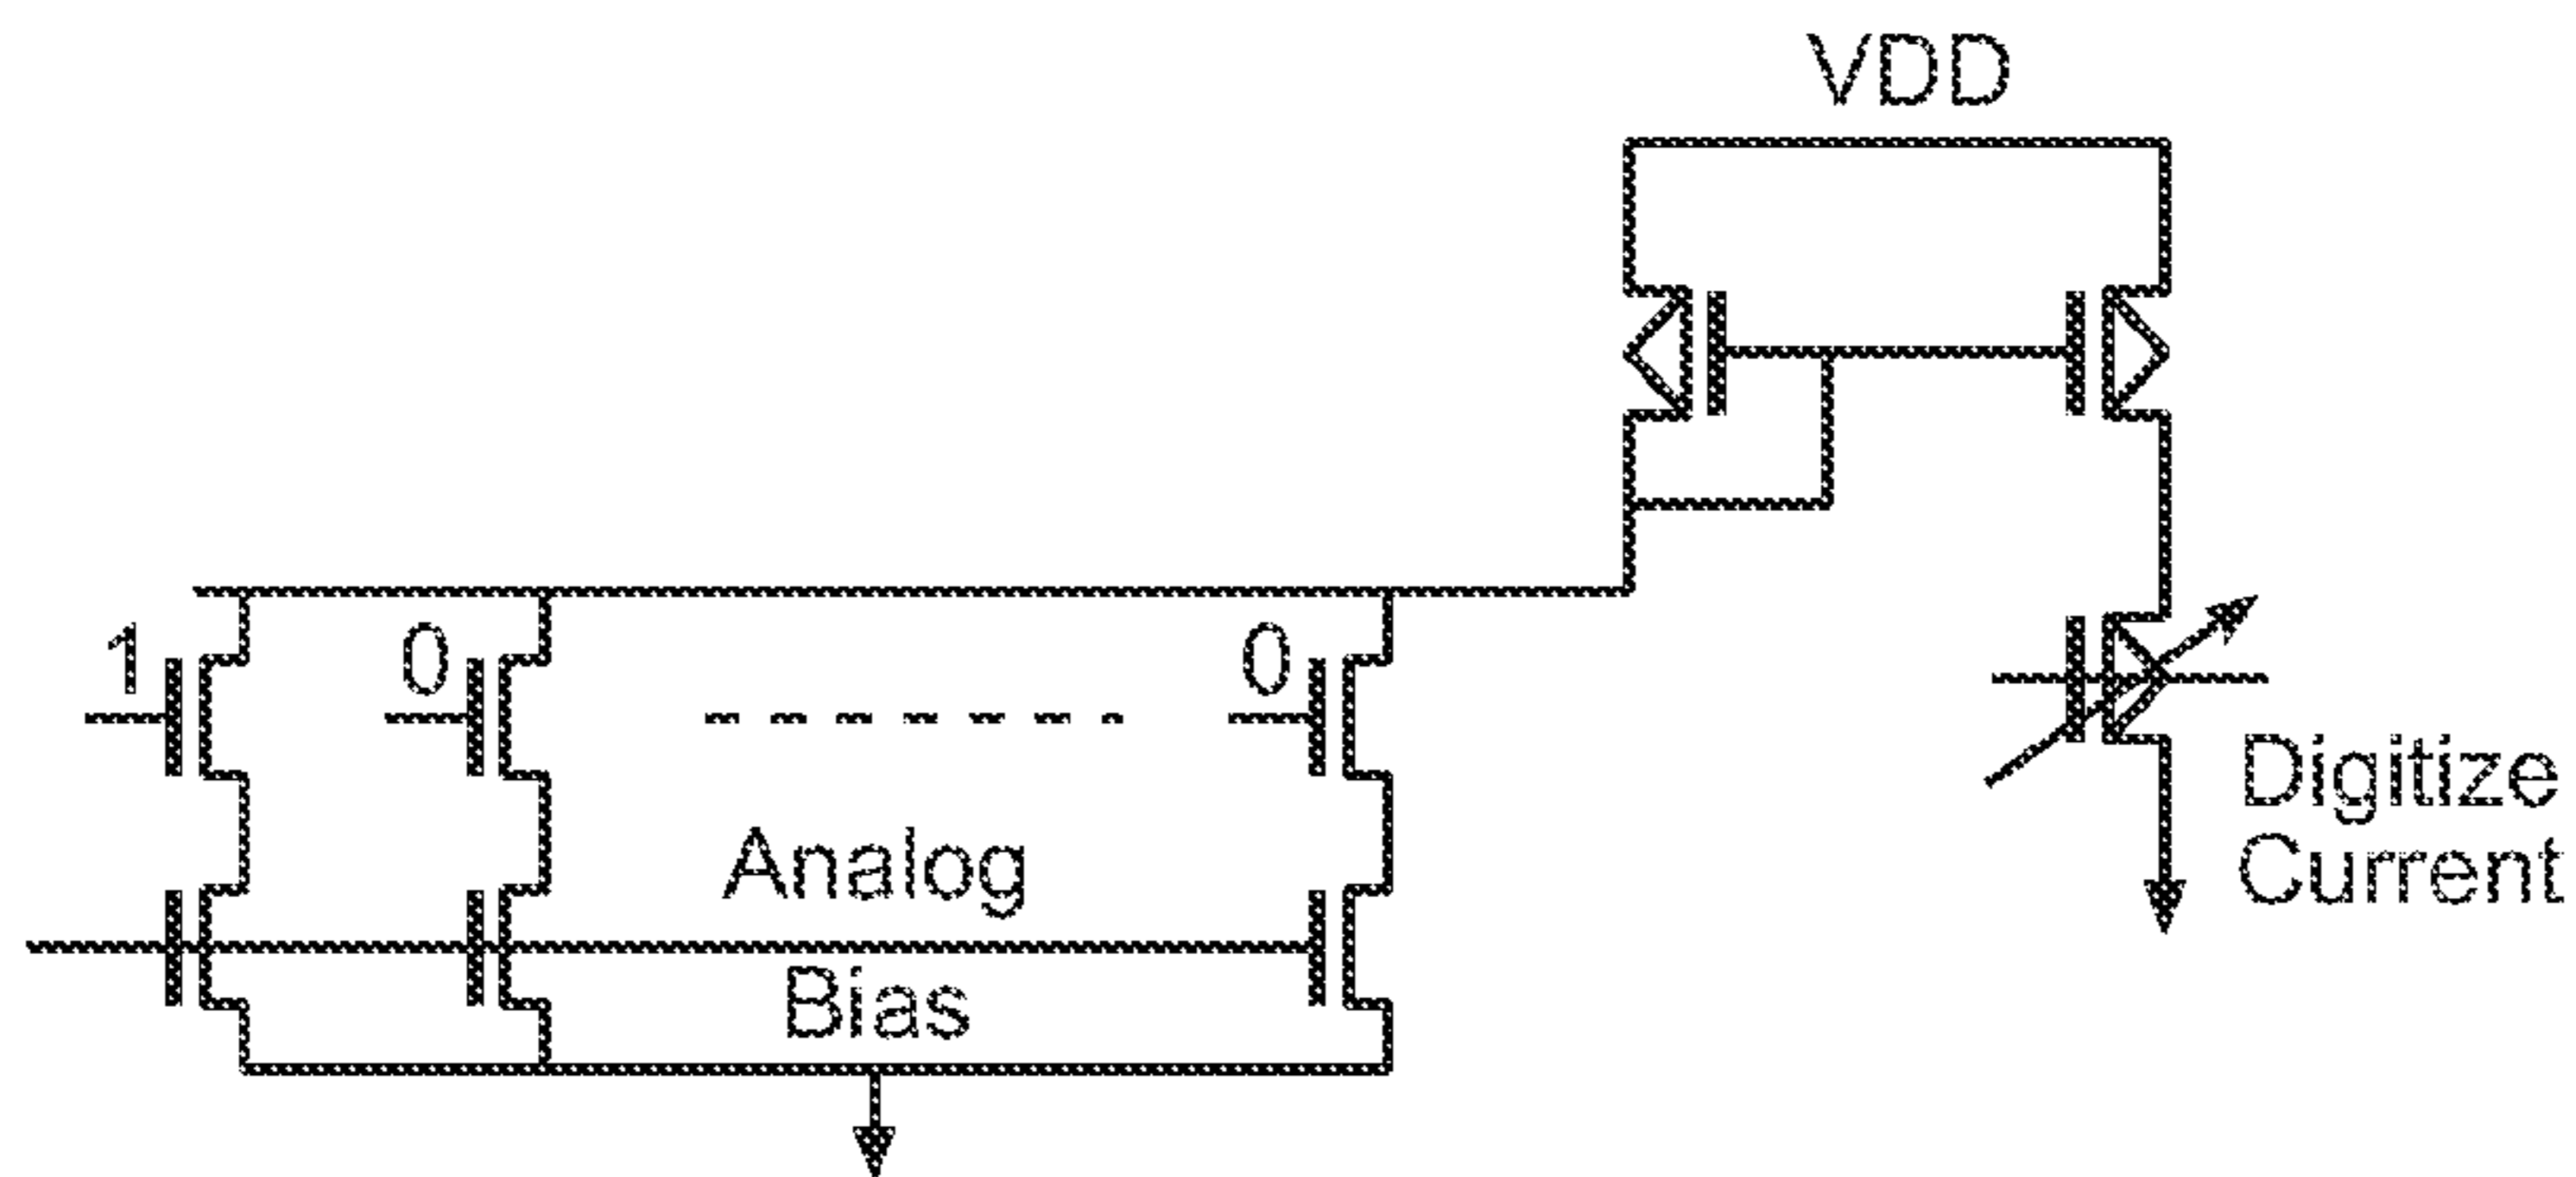 VDD
1
0
0
Analog
Bias
Digitize
Current